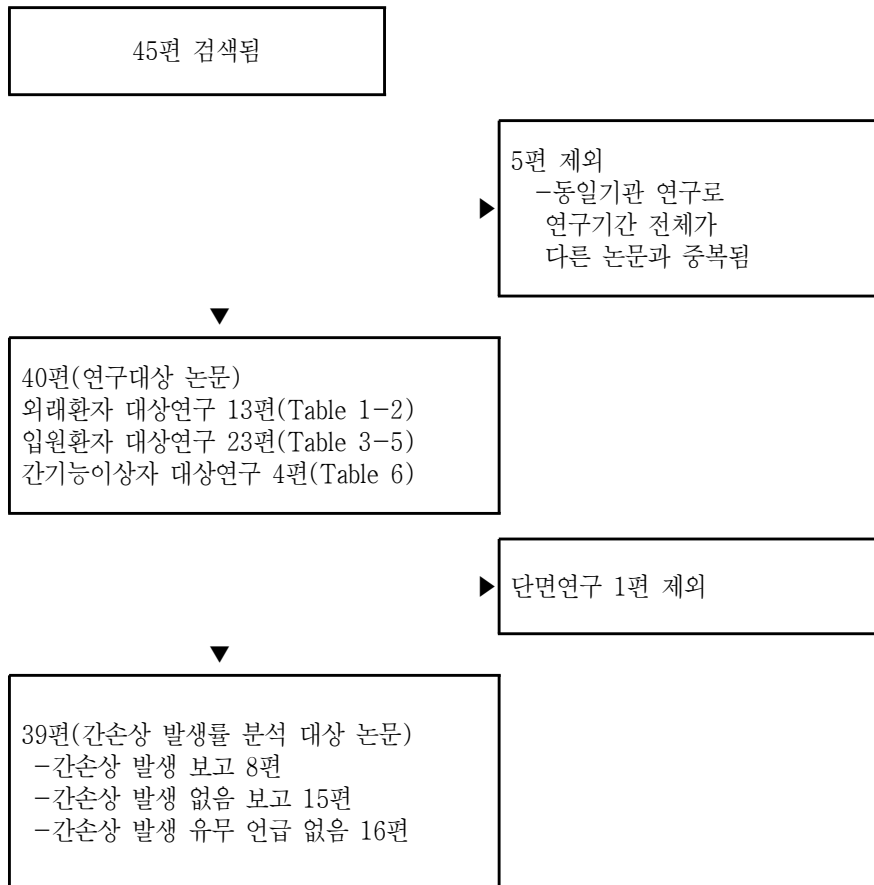 45편 검색됨
5편 제외
-동일기관 연구로
연구기간 전체가
다른 논문과 중복됨
40편(연구대상 논문)
외래환자 대상연구 13편(Table 1-2)
입원환자 대상연구 23편(Table 3-5)
간기능이상자 대상연구 4편(Table 6)
단면연구 1편 제외
39편(간손상 발생률 분석 대상 논문)
-간손상 발생 보고 8편
-간손상 발생 없음 보고 15편
-간손상 발생 유무 언급 없음 16편